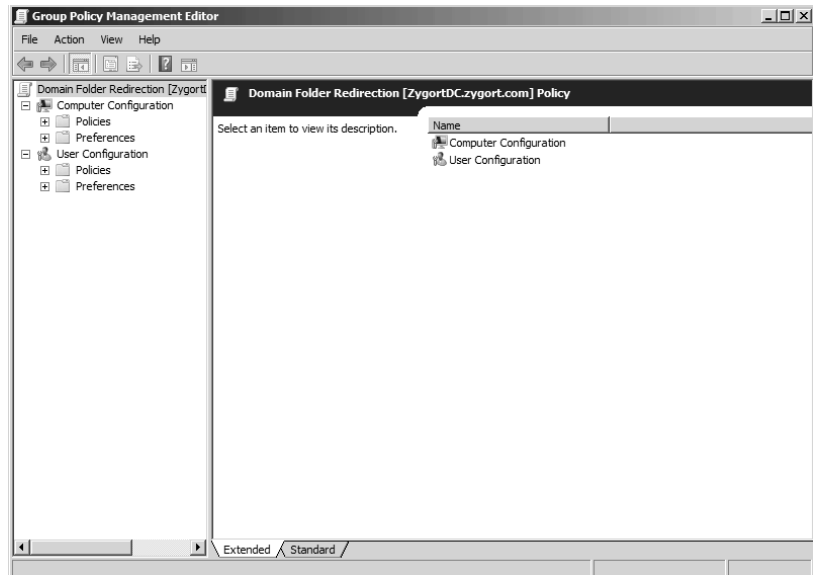 Group Policy Management Editor
File Action View Help
Domain Folder Redirection [Zygort
Computer Configuration
Policies
Preferences
User Configuration
Policies
Preferences
Domain Folder Redirection [ZygortDC.zygort.com] Policy
Select an item to view its description.
Name
Computer Configuration
User Configuration
Extended Standard